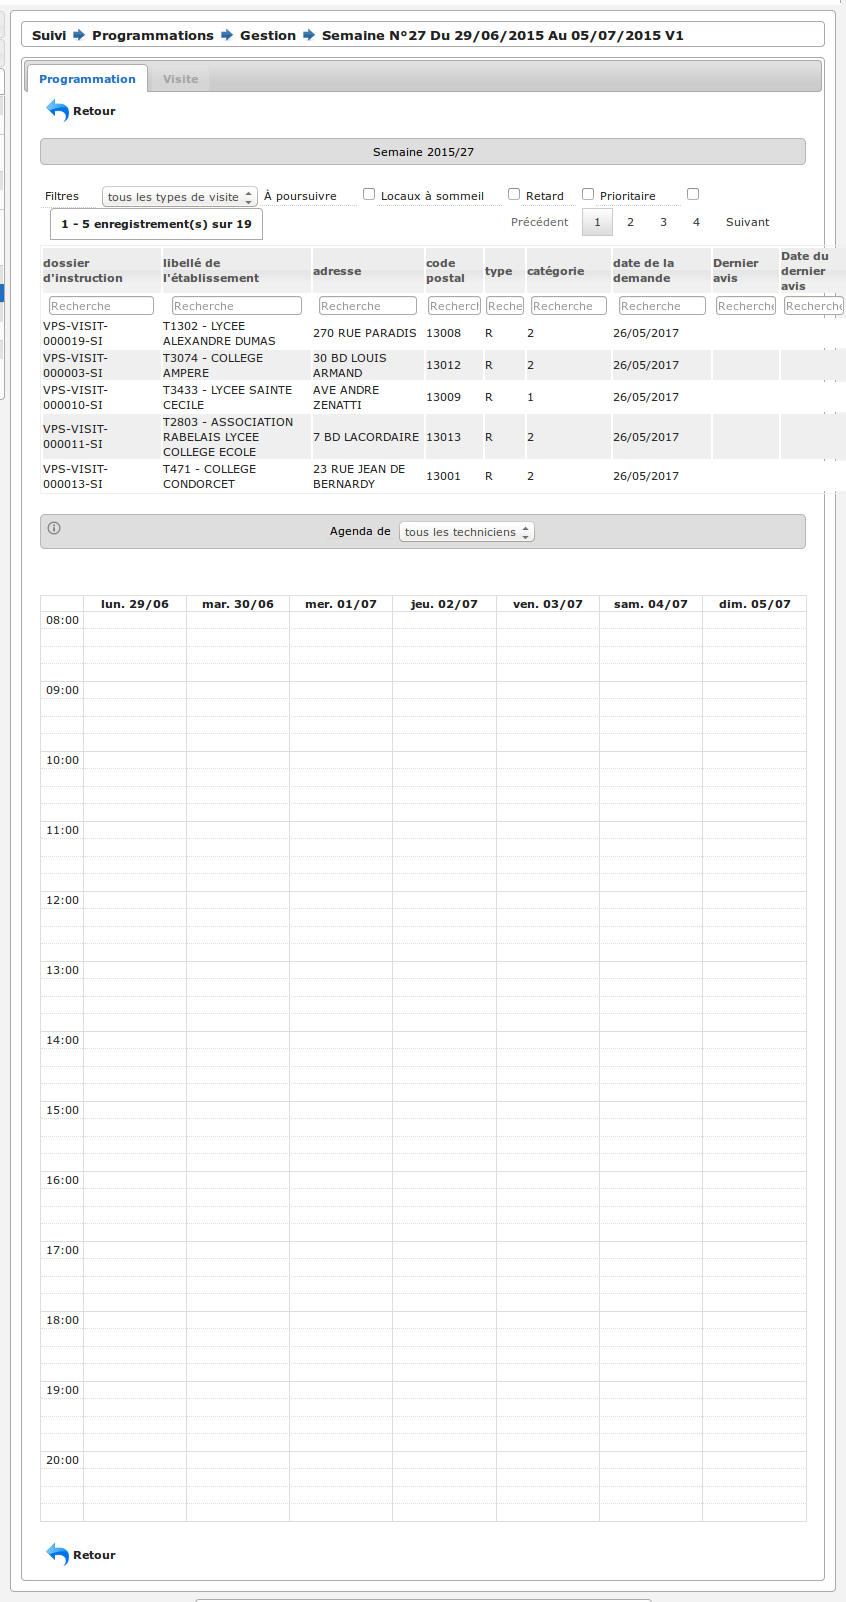 Suivi Programmations Gestion Semaine N°27 Du 29/06/2015 Au 05/07/2015 V1
Programmation Visite
Retour
Semaine 2015/27
Filtres tous les types de visite À poursuivre Locaux à sommeil Retard Prioritaire
1 - 5 enregistrement(s) sur 19 Précédent 1 2 3 4 Suivant
dossier d'instruction libellé de l'établissement adresse code postal type catégorie date de la demande Dernier avis Date du dernier avis
Recherche Recherche Recherche Recherch Reche Recherche Recherche Recherche Recherche
VPS-VISIT-000019-SI T1302 - LYCEE ALEXANDRE DUMAS 270 RUE PARADIS 13008 R 2 26/05/2017
VPS-VISIT-000003-SI T3074 - COLLEGE AMPERE 30 BD LOUIS ARMAND 13012 R 2 26/05/2017
VPS-VISIT-000010-SI T3433 - LYCEE SAINTE CECILE AVE ANDRE ZENATTI 13009 R 1 26/05/2017
VPS-VISIT-000011-SI T2803 - ASSOCIATION RABELAIS LYCEE COLLEGE ECOLE 7 BD LACORDAIRE 13013 R 2 26/05/2017
VPS-VISIT-000013-SI T471 - COLLEGE CONDORCET 23 RUE JEAN DE BERNARDY 13001 R 2 26/05/2017
Agenda de tous les techniciens
lun. 29/06 mar. 30/06 mer. 01/07 jeu. 02/07 ven. 03/07 sam. 04/07 dim. 05/07
08:00
09:00
10:00
11:00
12:00
13:00
14:00
15:00
16:00
17:00
18:00
19:00
20:00
Retour